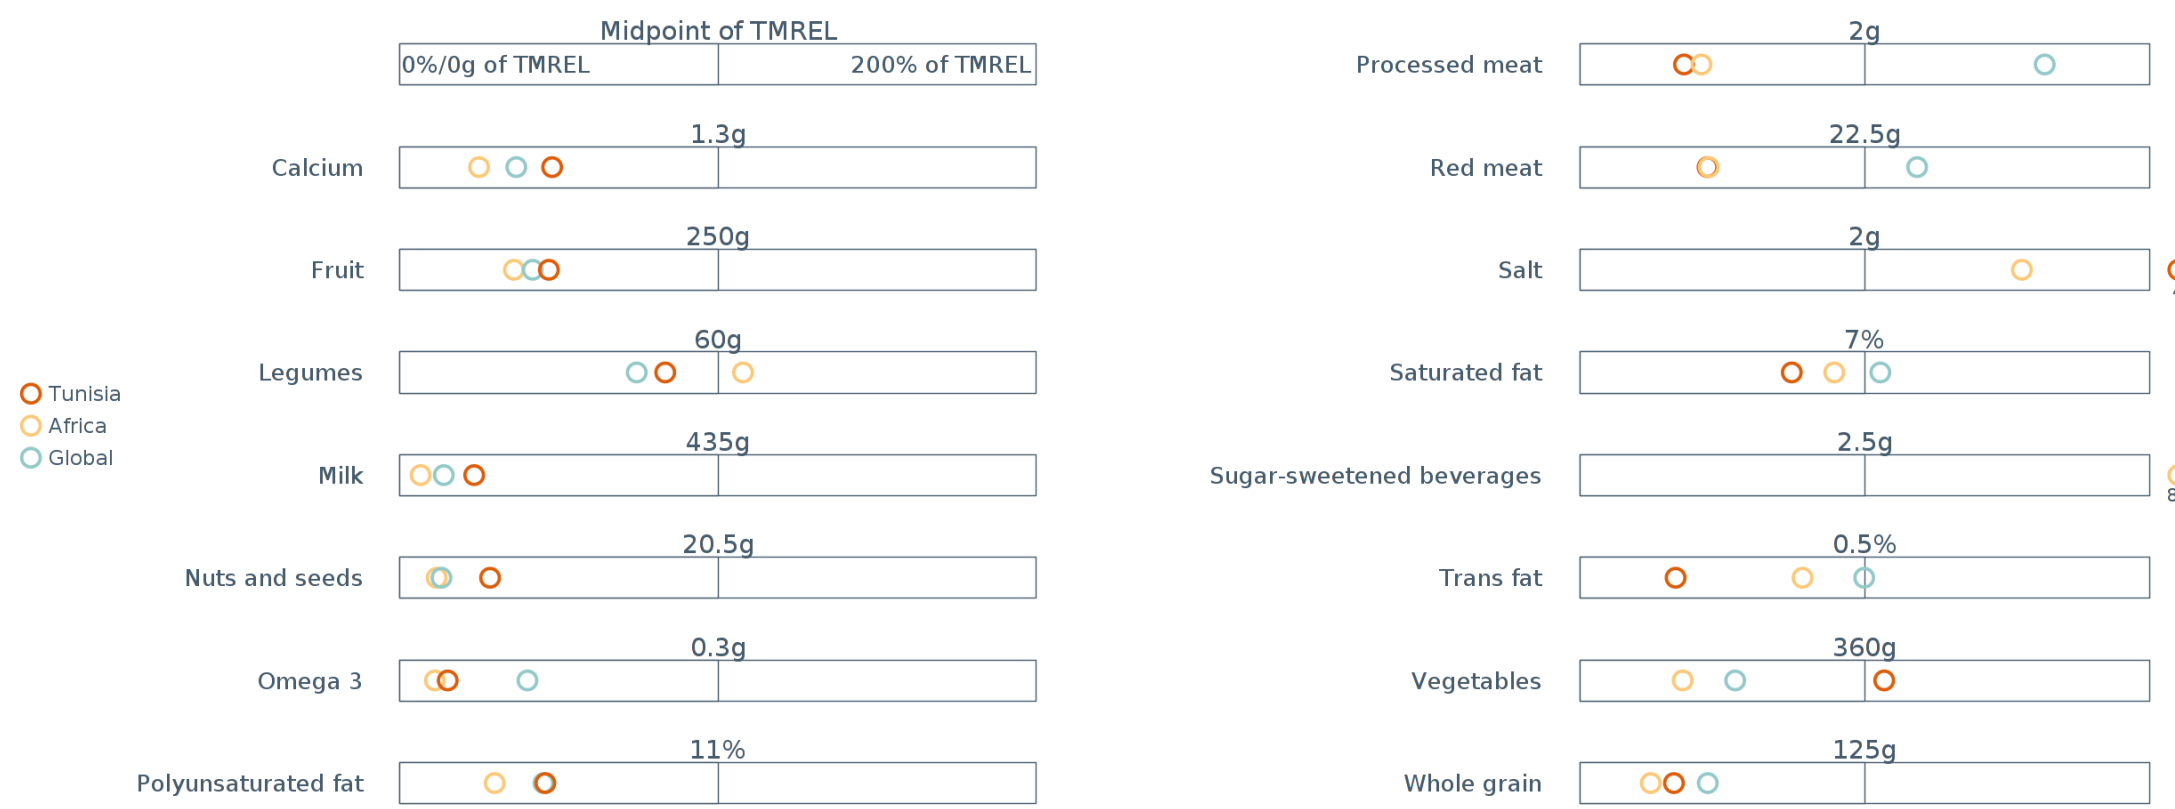 Midpoint of TMREL
0%/0g of TMREL 200% of TMREL
1.3g
Calcium
250g
Fruit
60g
Legumes
435g
Milk
20.5g
Nuts and seeds
0.3g
Omega 3
11%
Polyunsaturated fat
Tunisia
Africa
Global
2g
Processed meat
22.5g
Red meat
2g
Salt
7%
Saturated fat
2.5g
Sugar-sweetened beverages
0.5%
Trans fat
360g
Vegetables
125g
Whole grain